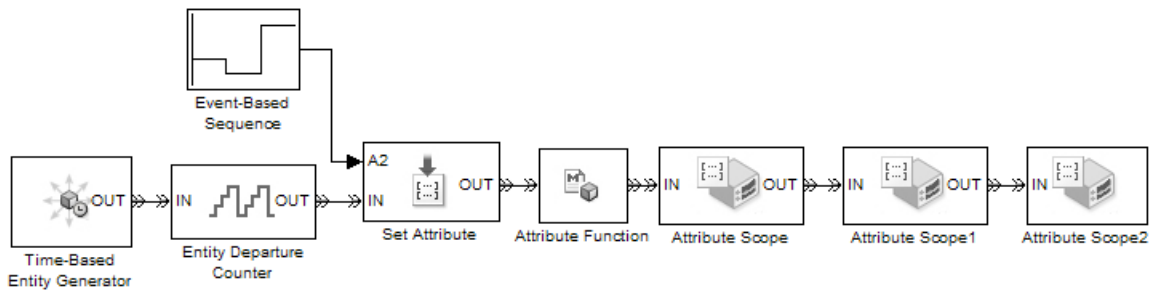 Event-Based
Sequence
A2
OUT
IN
OUT
IN
OUT
IN
OUT
IN
OUT
IN
Time-Based
Entity Generator
Entity Departure
Counter
Set Attribute
Attribute Function
Attribute Scope
Attribute Scope1
Attribute Scope2